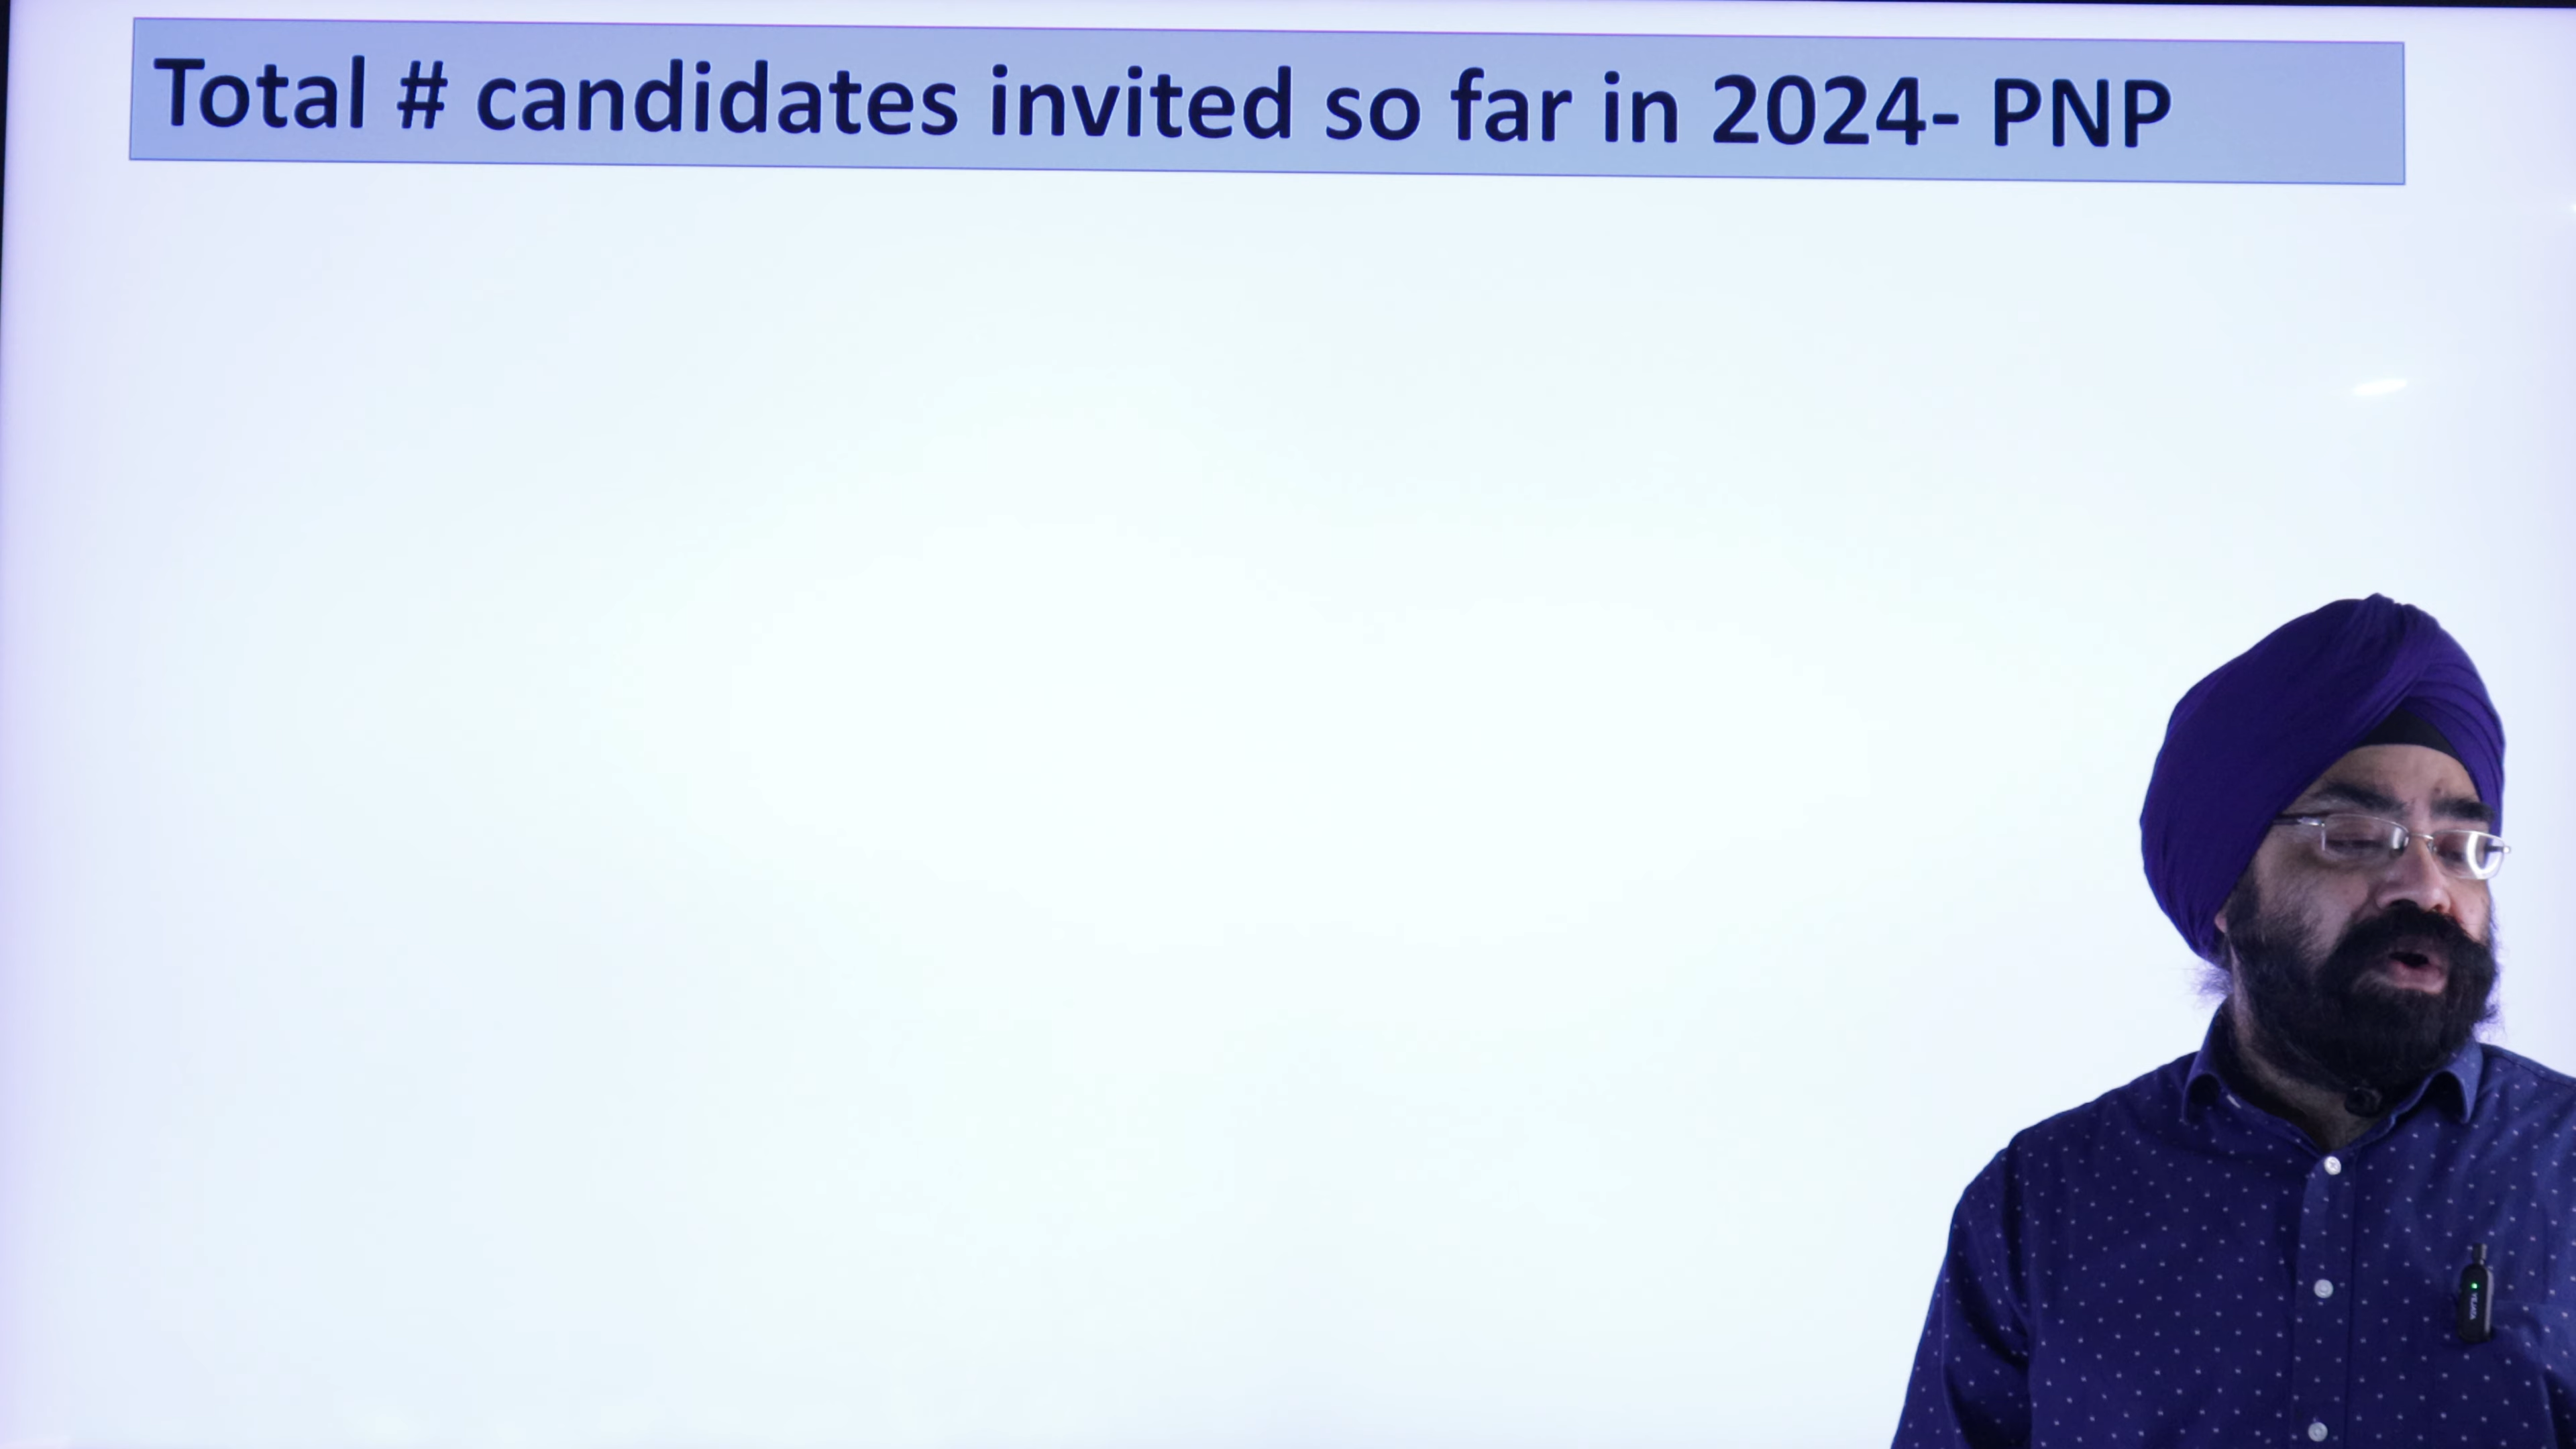 Total # candidates invited so far in 2024- PNP